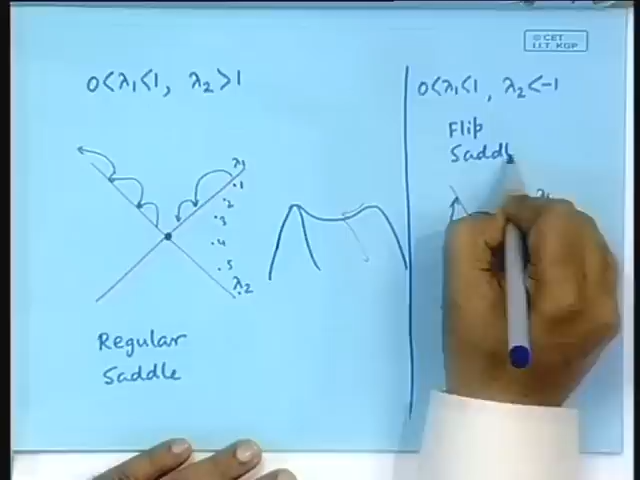 © CET
I.I.T. KGP
0<λ₁<1, λ₂>1
λ₁
.1
.2
.3
.4
.5
λ₂
Regular
Saddle
0<λ₁<1, λ₂<-1
Flip
Saddl